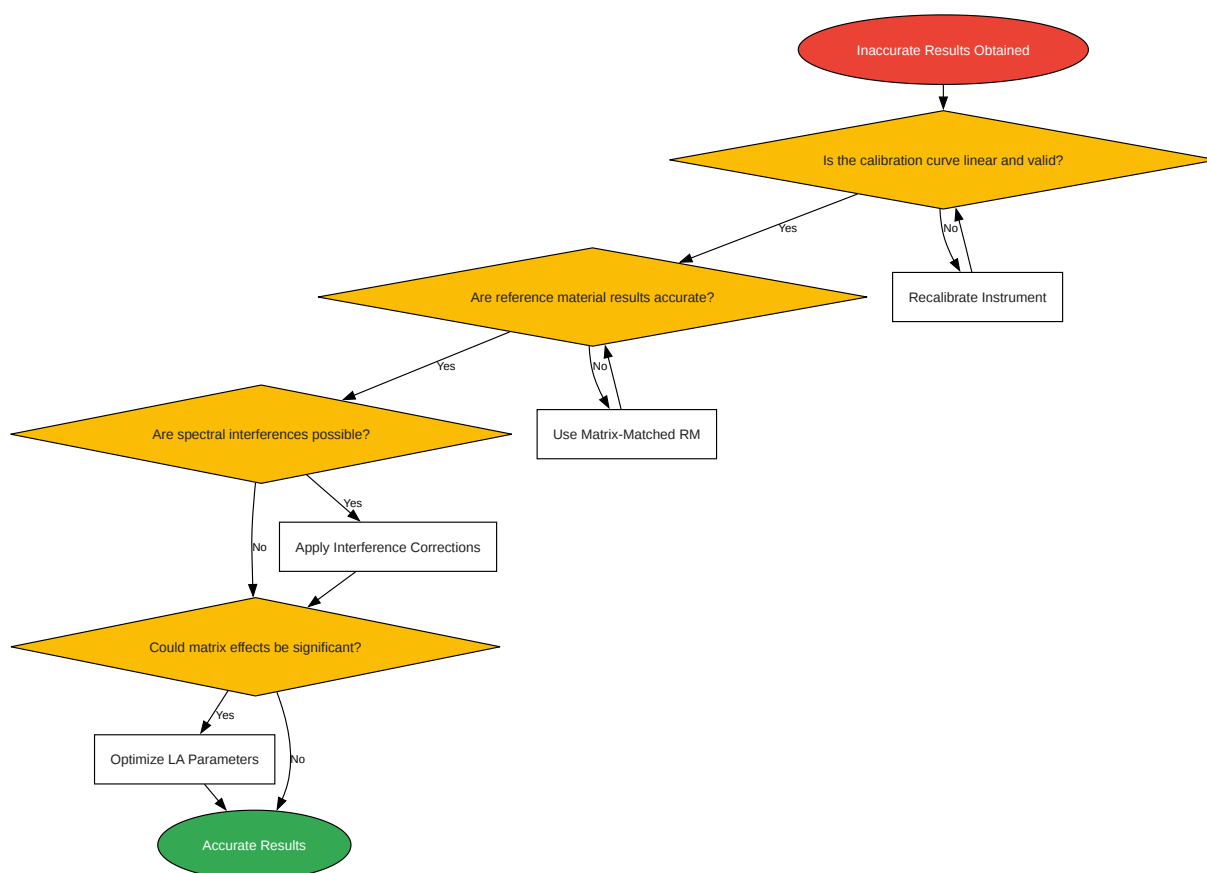 Inaccurate Results Obtained
Is the calibration curve linear and valid?
Yes
No
Are reference material results accurate?
Recalibrate Instrument
Yes
No
Are spectral interferences possible?
Use Matrix-Matched RM
Yes
No
Apply Interference Corrections
Could matrix effects be significant?
Yes
No
Optimize LA Parameters
Accurate Results